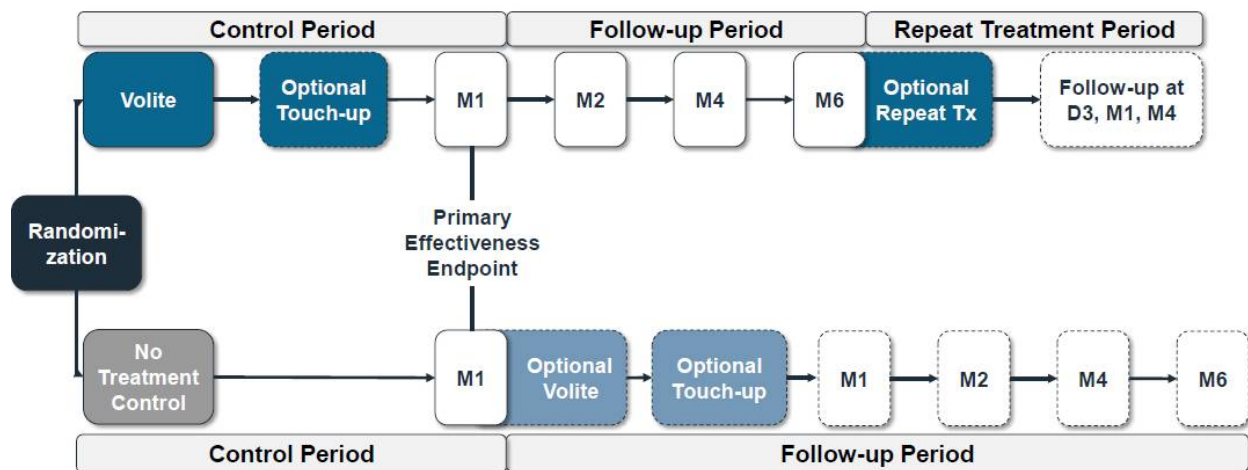 Control Period
Follow-up Period
Repeat Treatment Period
Volite
Optional
Touch-up
M1
M2
M4
M6
Optional
Repeat Tx
Follow-up at
D3, M1, M4
Randomi-
zation
Primary
Effectiveness
Endpoint
No
Treatment
Control
M1
Optional
Volite
Optional
Touch-up
M1
M2
M4
M6
Control Period
Follow-up Period